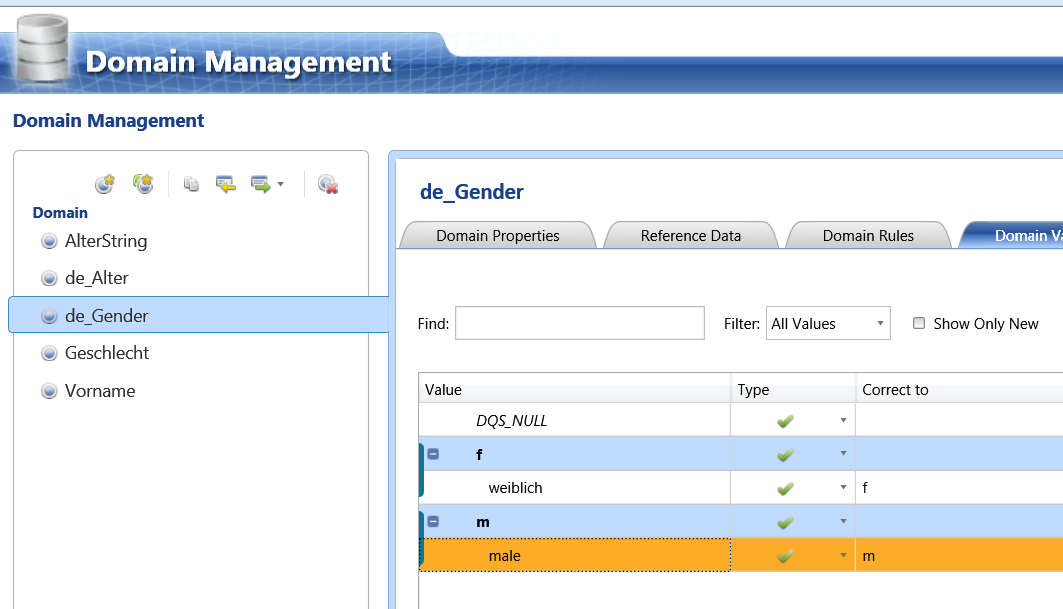 Domain Management
Domain Management
Domain
AlterString
de_Alter
de_Gender
Geschlecht
Vorname
de_Gender
Domain Properties Reference Data Domain Rules Domain Va
Find: Filter: All Values Show Only New
Value Type Correct to
DQS_NULL
f
weiblich f
m
male m